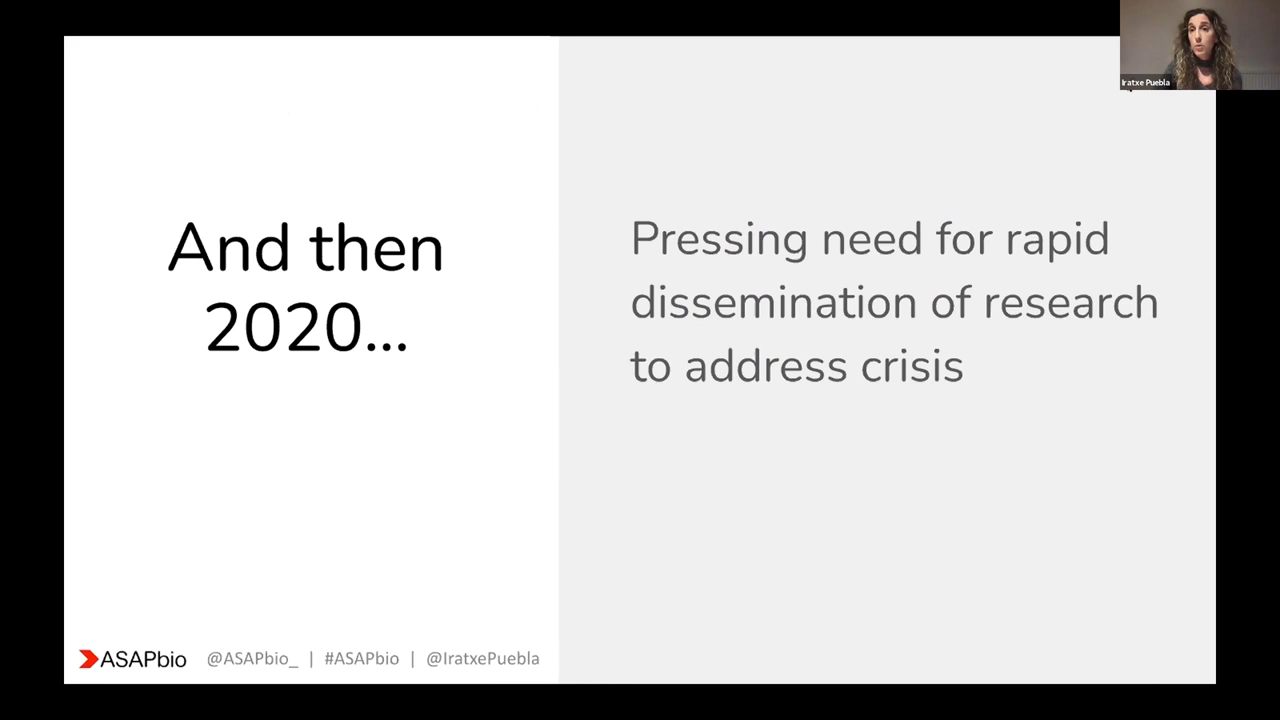 Iratxe Puebla
And then
2020...
Pressing need for rapid
dissemination of research
to address crisis
ASAPbio @ASAPbio_ | #ASAPbio | @IratxePuebla